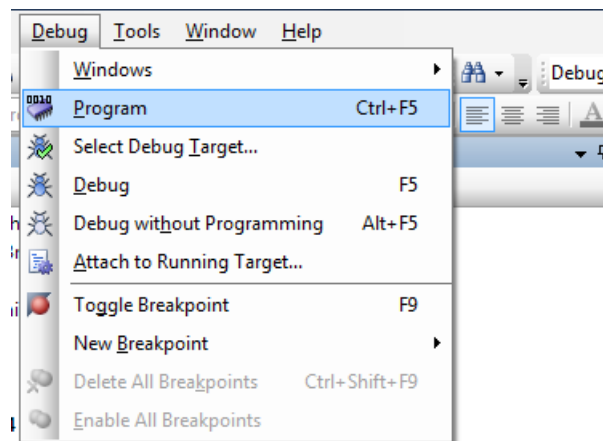 Debug Tools Window Help
Windows
Debug
Program Ctrl+F5
Select Debug Target...
Debug F5
Debug without Programming Alt+F5
Attach to Running Target...
Toggle Breakpoint F9
New Breakpoint
Delete All Breakpoints Ctrl+Shift+F9
Enable All Breakpoints